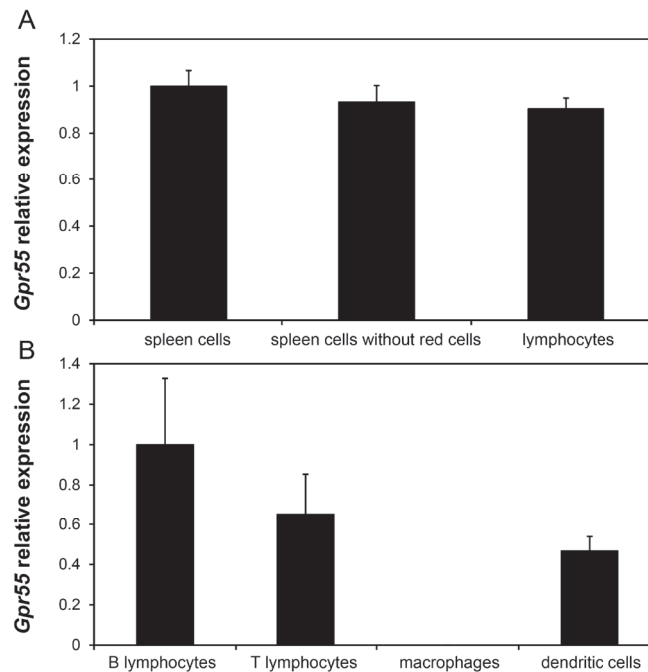 A
Gpr55 relative expression
1.2
1
0.8
0.6
0.4
0.2
0
spleen cells spleen cells without red cells lymphocytes
B
Gpr55 relative expression
1.4
1.2
1
0.8
0.6
0.4
0.2
0
B lymphocytes T lymphocytes macrophages dendritic cells